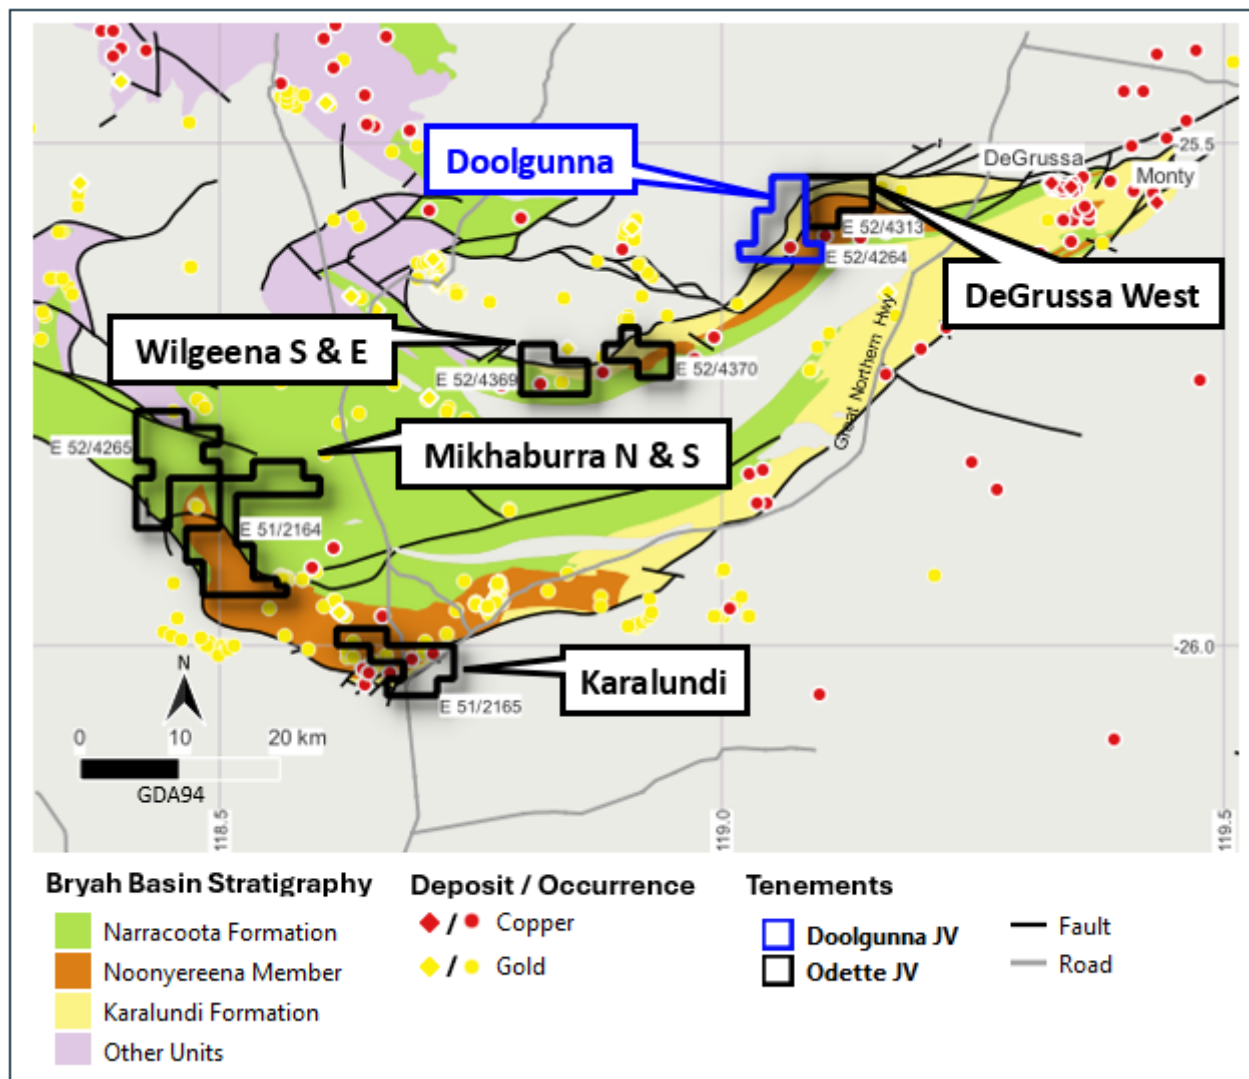 Doolgunna
DeGrussa
-25.5
Monty
E 52/4313
E 52/4264
DeGrussa West
Wilgeena S & E
E 52/4369
E 52/4370
Great Northern Hwy
E 52/4265
Mikhaburra N & S
E 51/2164
-26.0
Karalundi
E 51/2165
N
0 10 20 km
GDA94
118.5
119.0
119.5
Bryah Basin Stratigraphy
Narracoota Formation
Noonyereena Member
Karalundi Formation
Other Units
Deposit / Occurrence
/ Copper
/ Gold
Tenements
Doolgunna JV
Odette JV
Fault
Road